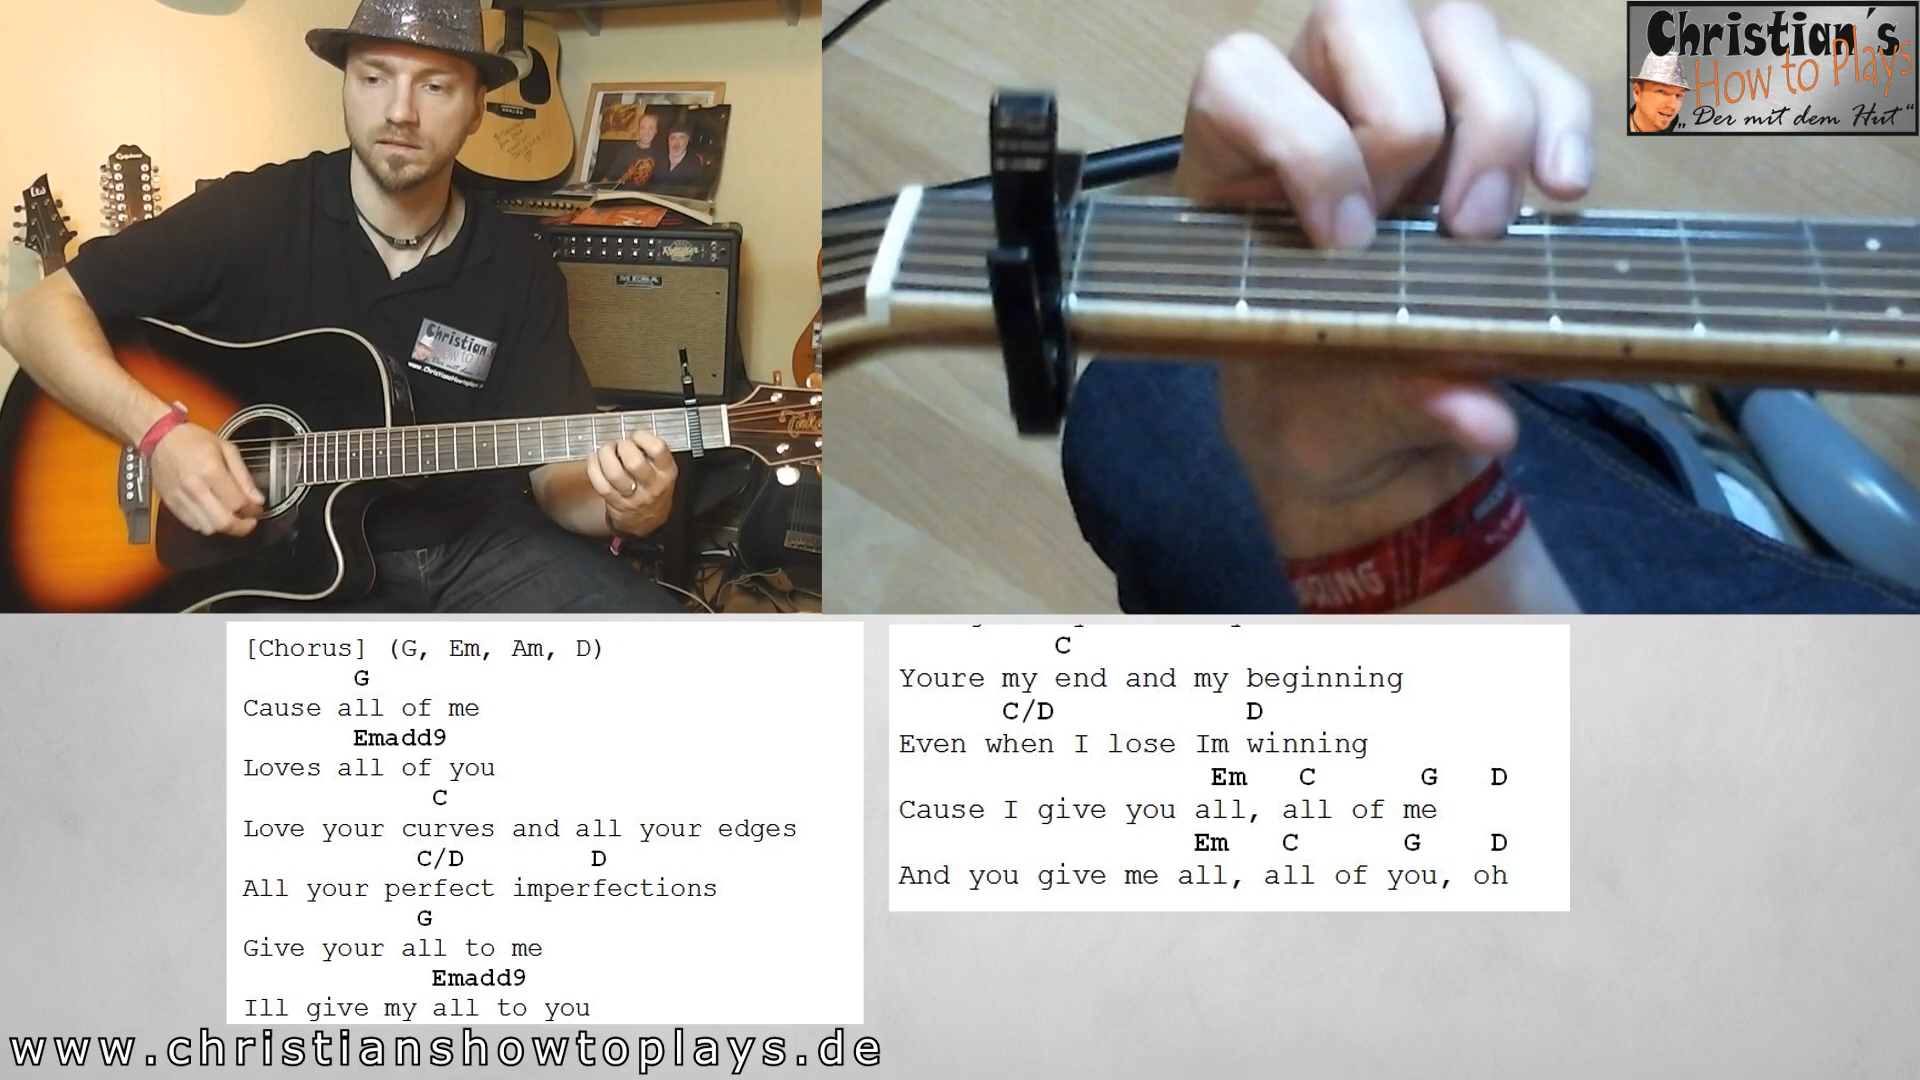 Christian´s
How to Plays
„Der mit dem Hut“
MESA
Christian´s
[Chorus] (G, Em, Am, D)
G
Cause all of me
Emadd9
Loves all of you
C
Love your curves and all your edges
C/D D
All your perfect imperfections
G
Give your all to me
Emadd9
Ill give my all to you
C
Youre my end and my beginning
C/D D
Even when I lose Im winning
Em C G D
Cause I give you all, all of me
Em C G D
And you give me all, all of you, oh
www.christianshowtoplays.de